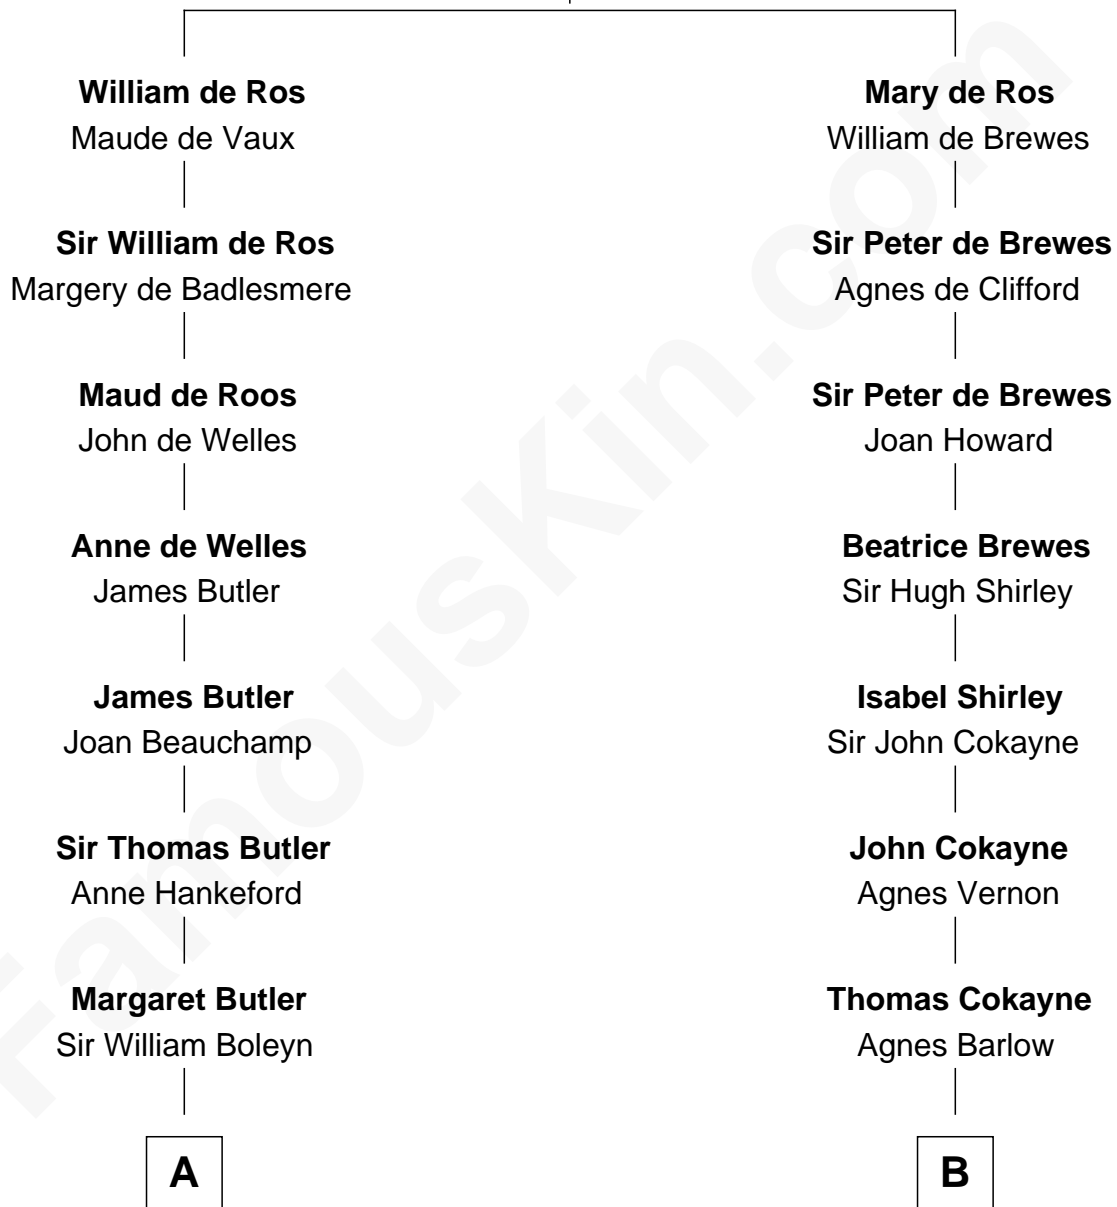 William de Ros
Maude de Vaux
Sir William de Ros
Margery de Badlesmere
Maud de Roos
John de Welles
Anne de Welles
James Butler
James Butler
Joan Beauchamp
Sir Thomas Butler
Anne Hankeford
Margaret Butler
Sir William Boleyn
A
Mary de Ros
William de Brewes
Sir Peter de Brewes
Agnes de Clifford
Sir Peter de Brewes
Joan Howard
Beatrice Brewes
Sir Hugh Shirley
Isabel Shirley
Sir John Cokayne
John Cokayne
Agnes Vernon
Thomas Cokayne
Agnes Barlow
B
FamousKin.com